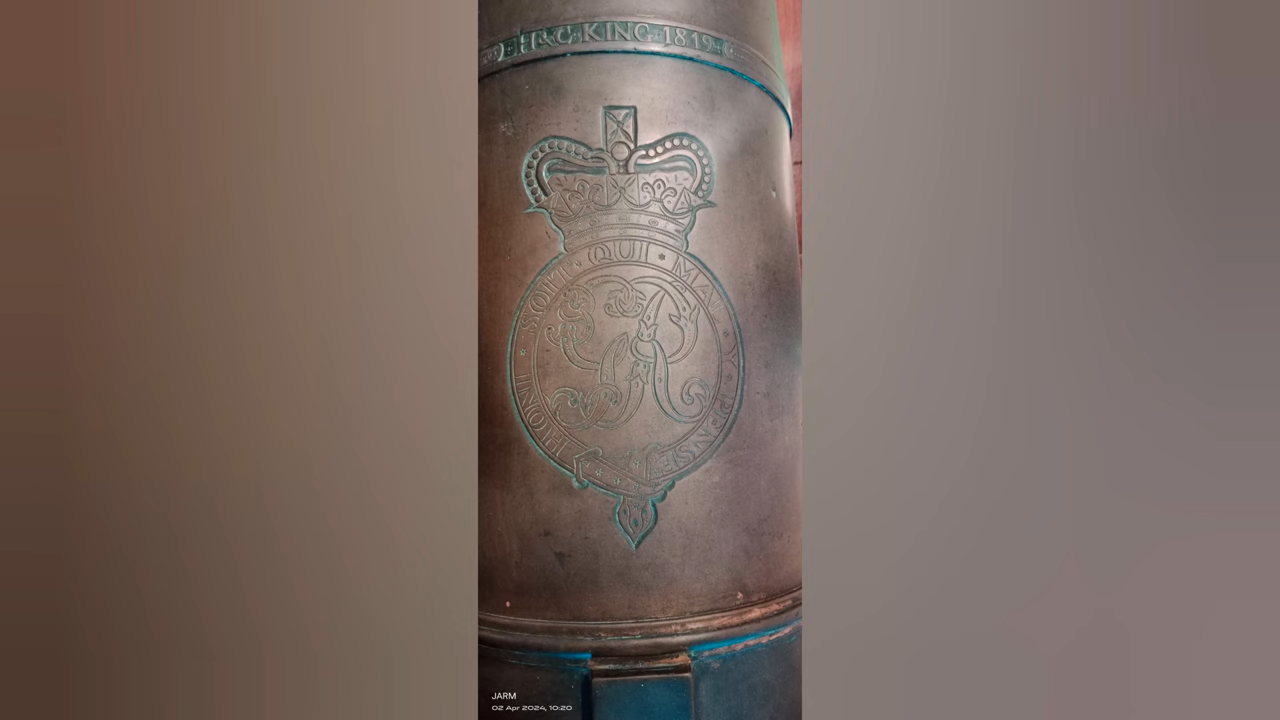 H & C KING 1819
HONI · SOIT · QUI · MAL · Y · PENSE
JARM
02 Apr 2024, 10:20